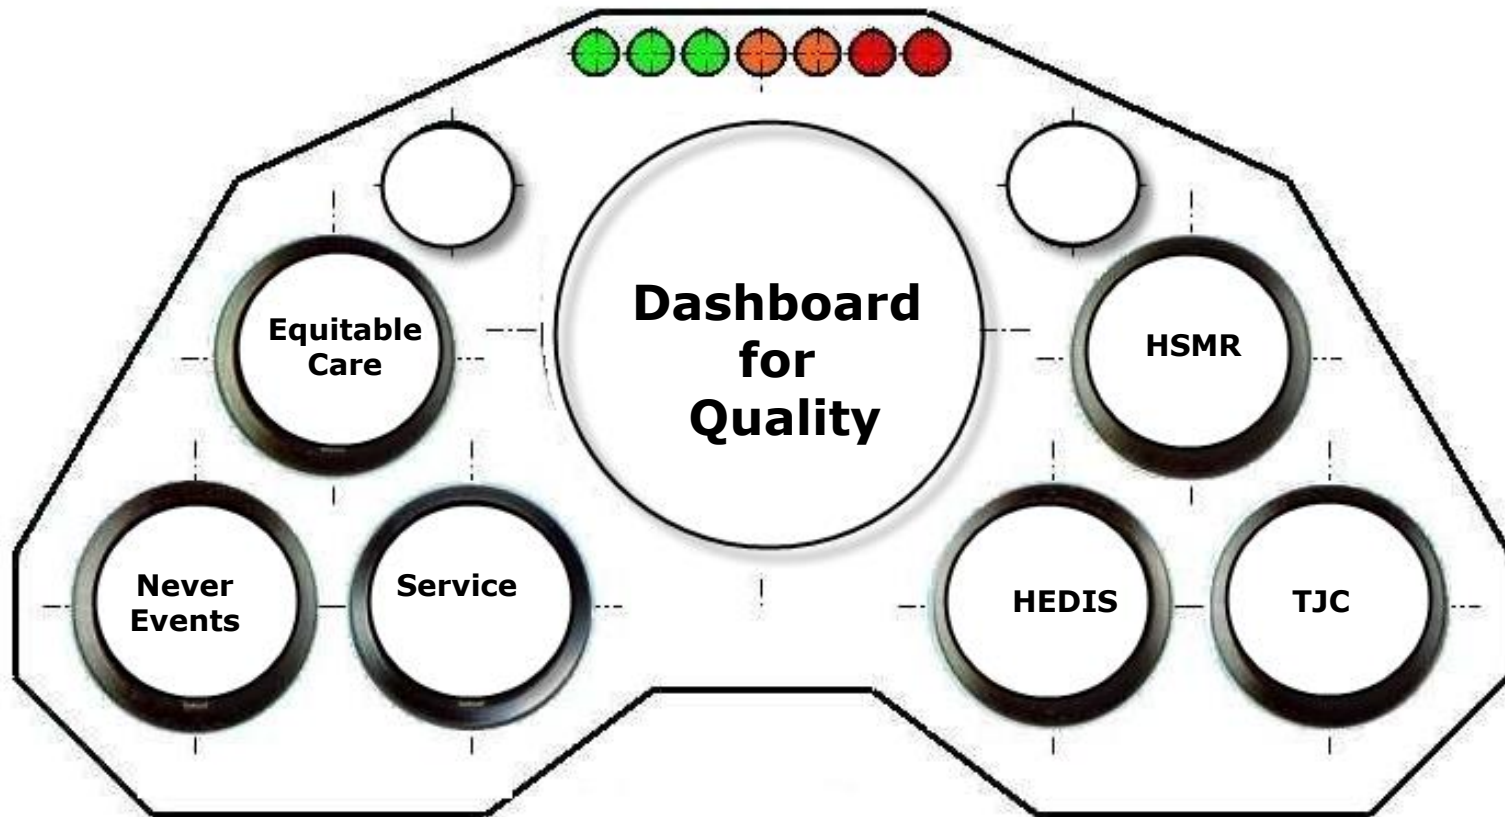 Dashboard
for
Quality
Equitable
Care
HSMR
Never
Events
Service
HEDIS
TJC